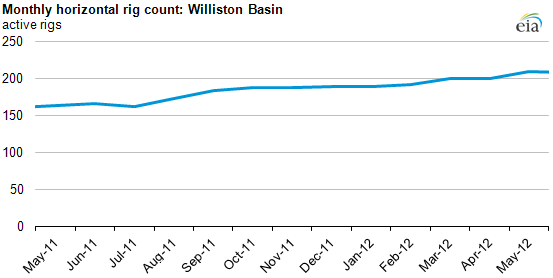 Monthly horizontal rig count: Williston Basin
active rigs
eia
250
200
150
100
50
0
May-11 Jun-11 Jul-11 Aug-11 Sep-11 Oct-11 Nov-11 Dec-11 Jan-12 Feb-12 Mar-12 Apr-12 May-12